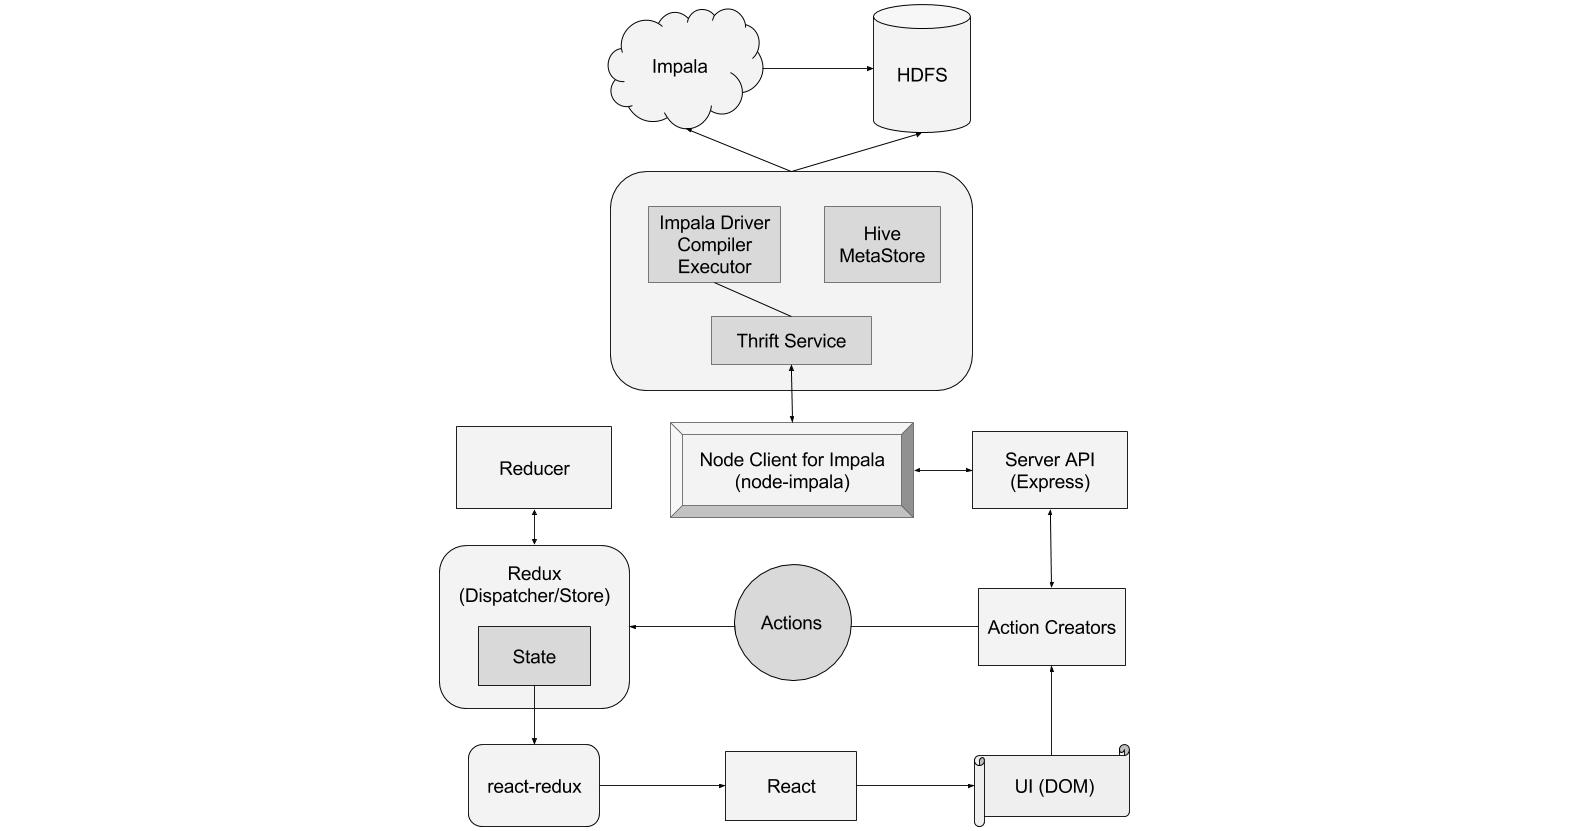 Impala
HDFS
Impala Driver
Compiler
Executor
Hive
MetaStore
Thrift Service
Reducer
Node Client for Impala
(node-impala)
Server API
(Express)
Redux
(Dispatcher/Store)
State
Actions
Action Creators
react-redux
React
UI (DOM)